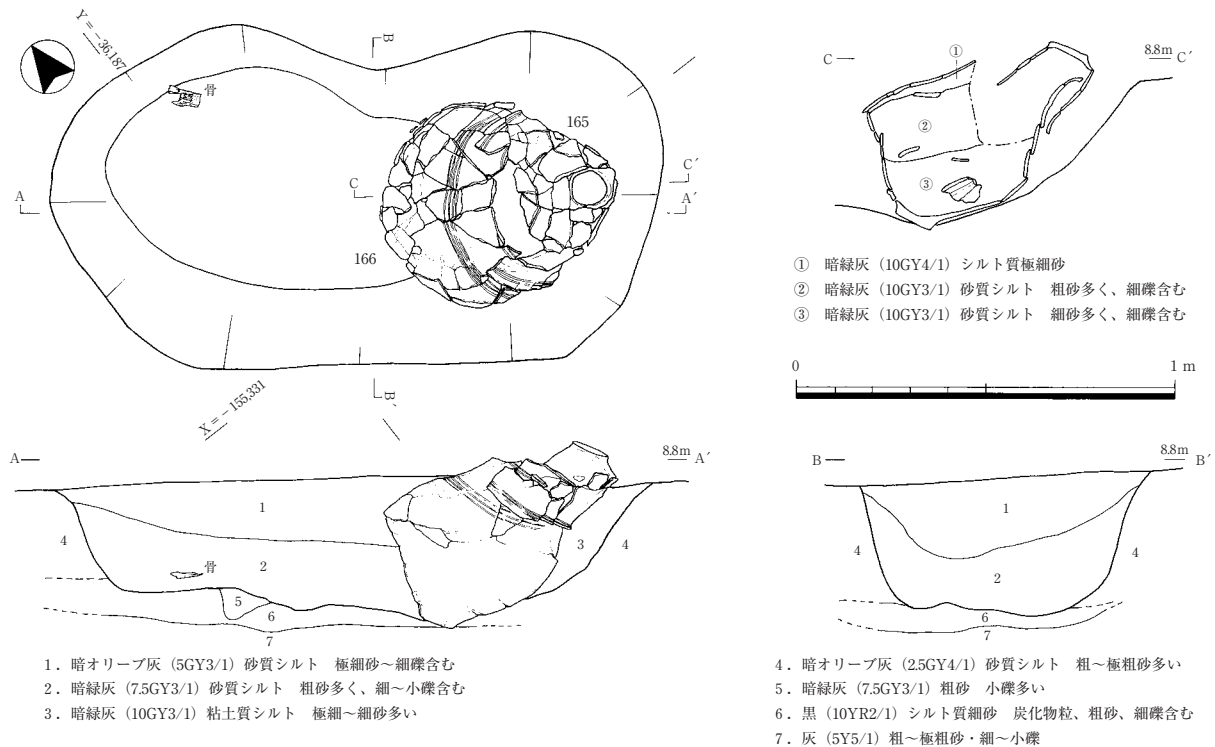 Y＝−36,187
B
骨
165
C
C´
A
A´
166
X＝−155,331
B´
C
①
8.8m
C´
②
③
① 暗緑灰（10GY4/1）シルト質極細砂
② 暗緑灰（10GY3/1）砂質シルト　粗砂多く、細礫含む
③ 暗緑灰（10GY3/1）砂質シルト　細砂多く、細礫含む
0
1 m
A
8.8m
A´
1
4
骨
2
3
4
5
6
7
B
8.8m
B´
1
4
4
2
6
7
1．暗オリーブ灰（5GY3/1）砂質シルト　極細砂～細礫含む
2．暗緑灰（7.5GY3/1）砂質シルト　粗砂多く、細～小礫含む
3．暗緑灰（10GY3/1）粘土質シルト　極細～細砂多い
4．暗オリーブ灰（2.5GY4/1）砂質シルト　粗～極粗砂多い
5．暗緑灰（7.5GY3/1）粗砂　小礫多い
6．黒（10YR2/1）シルト質細砂　炭化物粒、粗砂、細礫含む
7．灰（5Y5/1）粗～極粗砂・細～小礫